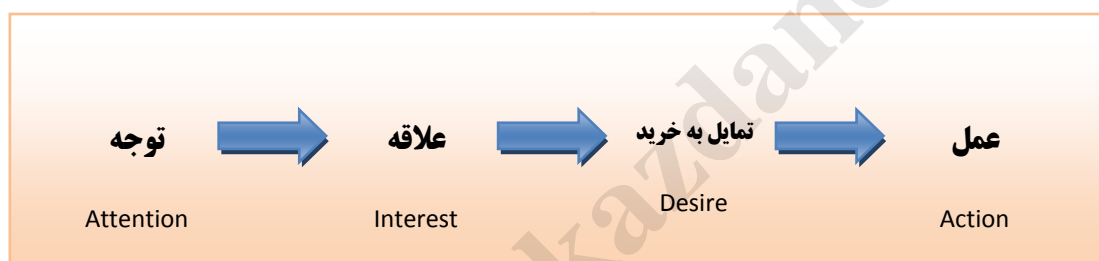 توجه
علاقه
تمایل به خرید
عمل
Attention
Interest
Desire
Action